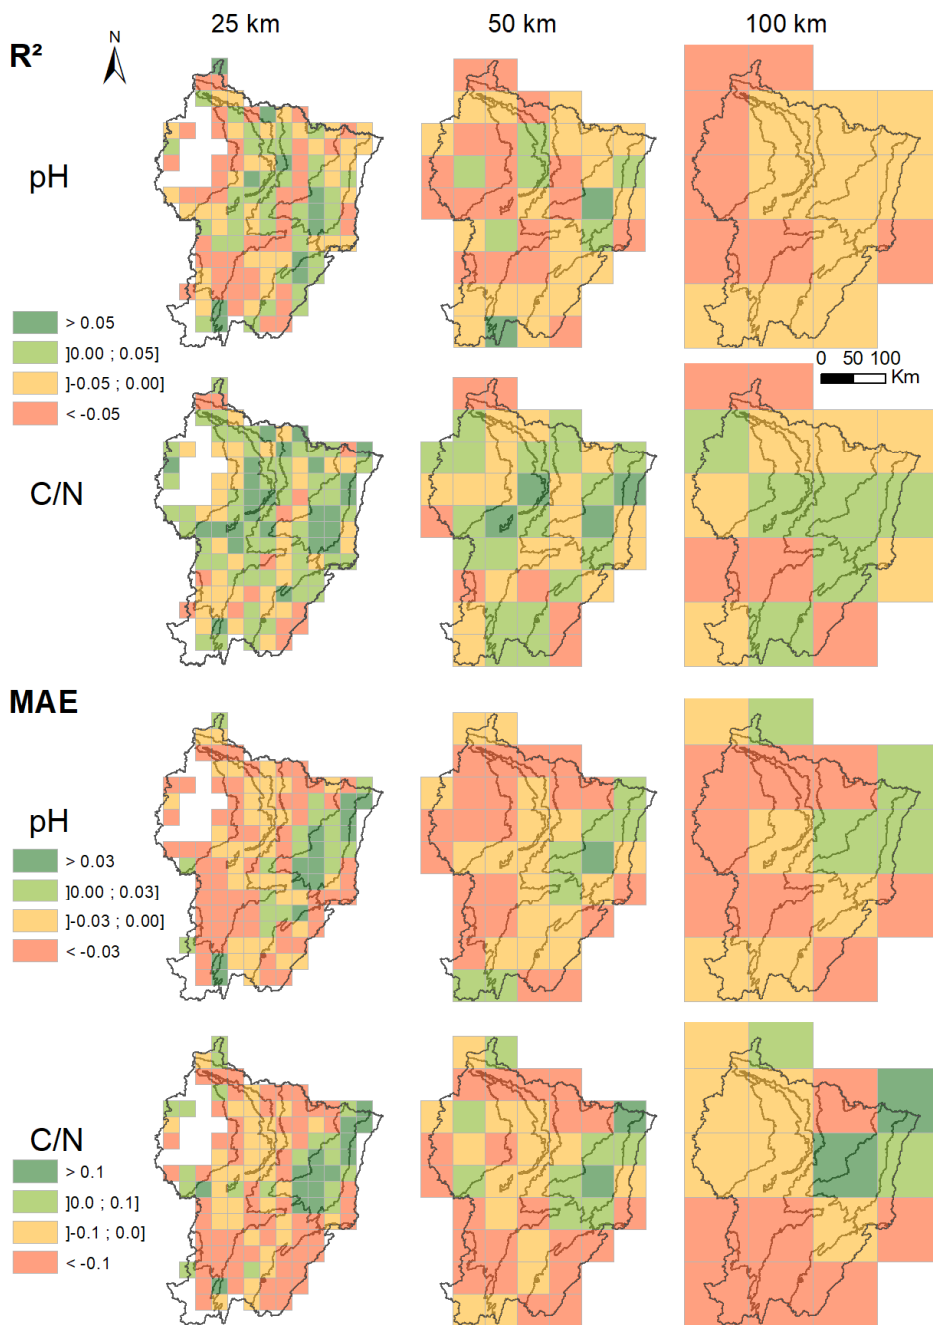 25 km 50 km 100 km
R²
N
pH
> 0.05
]0.00 ; 0.05]
]-0.05 ; 0.00]
< -0.05
0 50 100
Km
C/N
MAE
pH
> 0.03
]0.00 ; 0.03]
]-0.03 ; 0.00]
< -0.03
C/N
> 0.1
]0.0 ; 0.1]
]-0.1 ; 0.0]
< -0.1